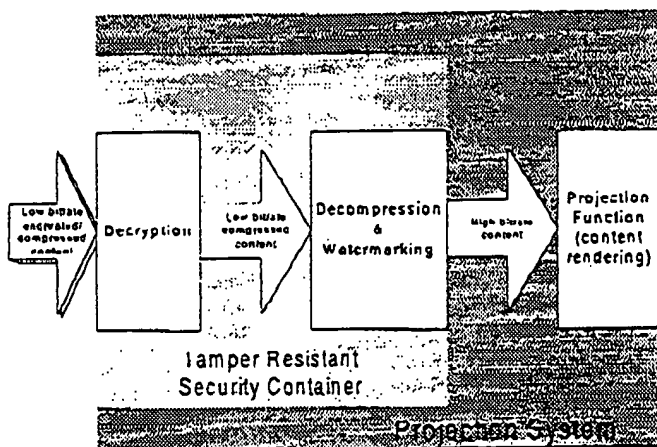 Low bitrate
encrypted/
compressed
content
Decryption
Low bitrate
compressed
content
Decompression
&
Watermarking
High bitrate
content
Projection
Function
(content
rendering)
Tamper Resistant
Security Container
Projection System